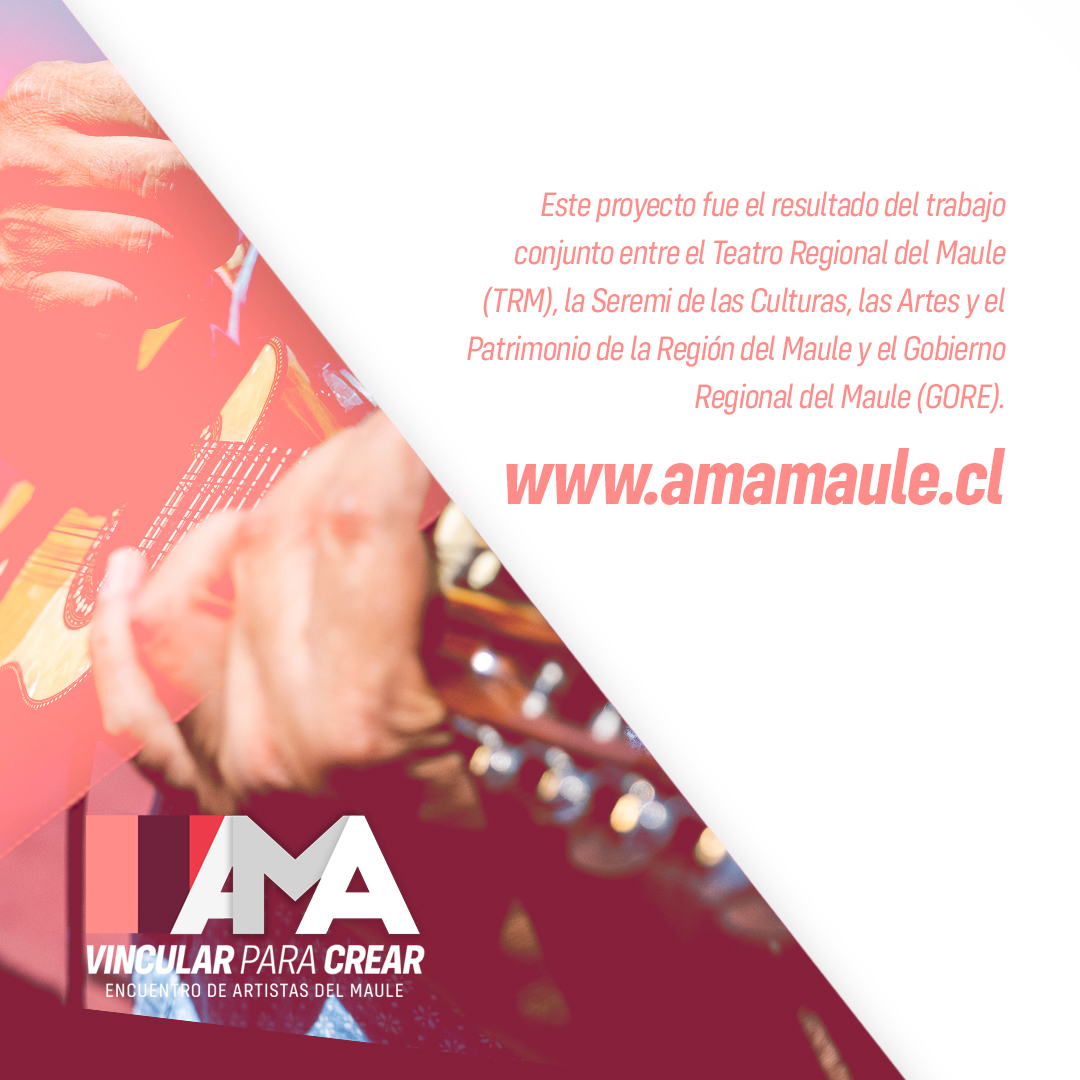 Este proyecto fue el resultado del trabajo
conjunto entre el Teatro Regional del Maule
(TRM), la Seremi de las Culturas, las Artes y el
Patrimonio de la Región del Maule y el Gobierno
Regional del Maule (GORE).
www.amamaule.cl
AMA
VINCULAR PARA CREAR
ENCUENTRO DE ARTISTAS DEL MAULE